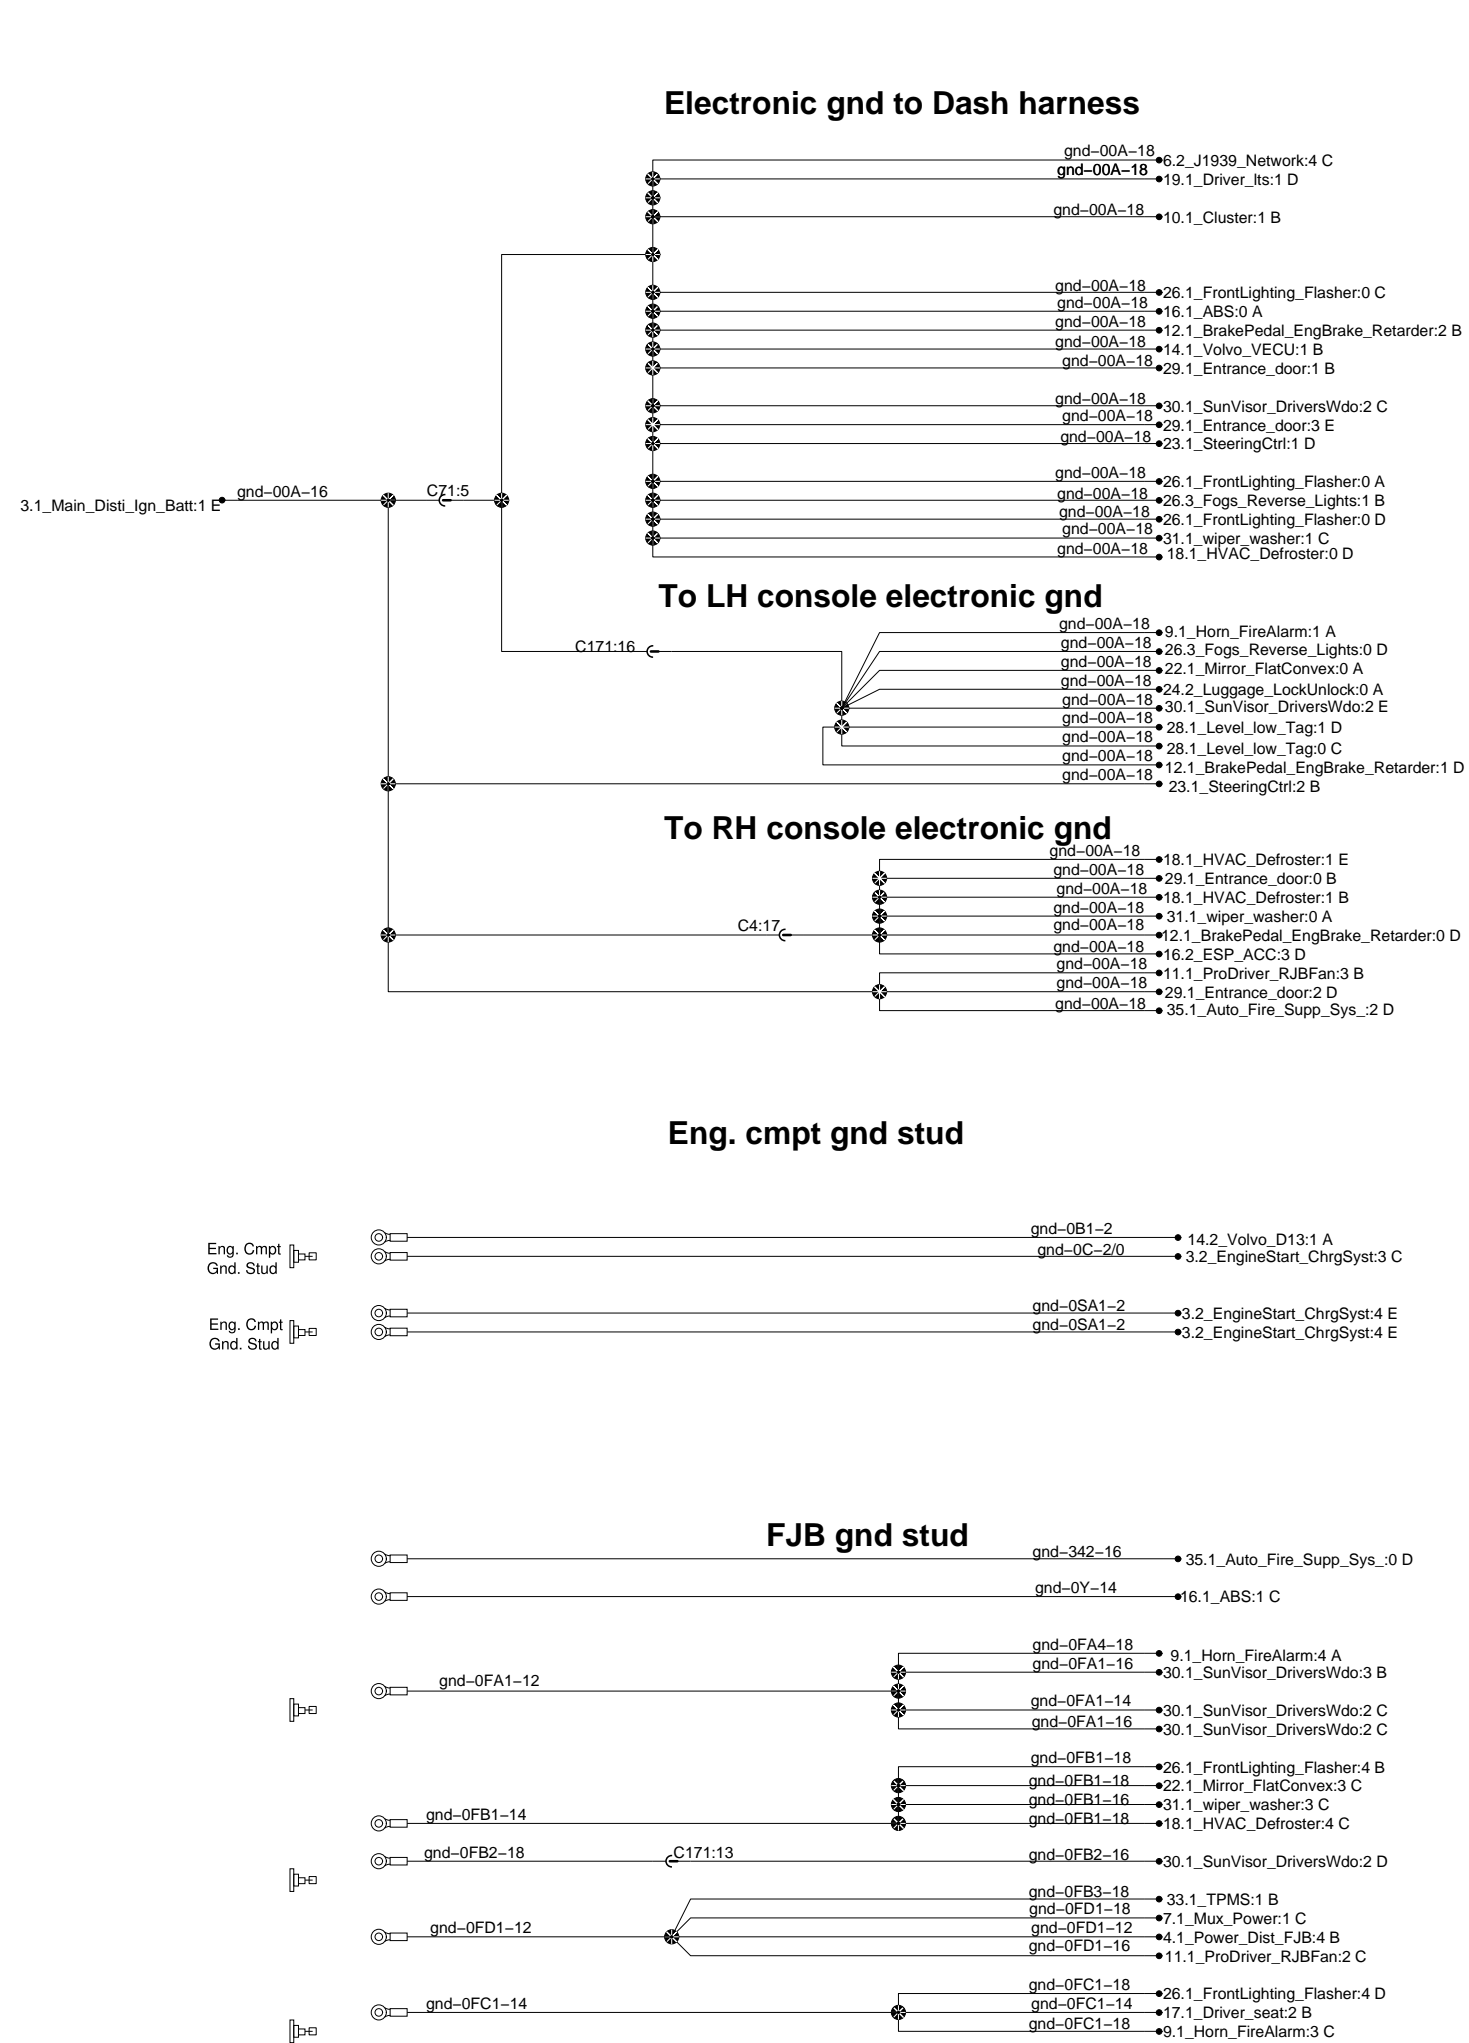 Electronic gnd to Dash harness
gnd−00A−18
6.2_J1939_Network:4 C
gnd−00A−18
19.1_Driver_lts:1 D
gnd−00A−18
10.1_Cluster:1 B
gnd−00A−18
26.1_FrontLighting_Flasher:0 C
gnd−00A−18
16.1_ABS:0 A
gnd−00A−18
12.1_BrakePedal_EngBrake_Retarder:2 B
gnd−00A−18
14.1_Volvo_VECU:1 B
gnd−00A−18
29.1_Entrance_door:1 B
gnd−00A−18
30.1_SunVisor_DriversWdo:2 C
gnd−00A−18
29.1_Entrance_door:3 E
gnd−00A−18
23.1_SteeringCtrl:1 D
gnd−00A−18
26.1_FrontLighting_Flasher:0 A
3.1_Main_Disti_Ign_Batt:1 E
gnd−00A−16
C71:5
gnd−00A−18
26.3_Fogs_Reverse_Lights:1 B
gnd−00A−18
26.1_FrontLighting_Flasher:0 D
gnd−00A−18
31.1_wiper_washer:1 C
gnd−00A−18
18.1_HVAC_Defroster:0 D
To LH console electronic gnd
gnd−00A−18
9.1_Horn_FireAlarm:1 A
C171:16
gnd−00A−18
26.3_Fogs_Reverse_Lights:0 D
gnd−00A−18
22.1_Mirror_FlatConvex:0 A
gnd−00A−18
24.2_Luggage_LockUnlock:0 A
gnd−00A−18
30.1_SunVisor_DriversWdo:2 E
gnd−00A−18
28.1_Level_low_Tag:1 D
gnd−00A−18
28.1_Level_low_Tag:0 C
gnd−00A−18
12.1_BrakePedal_EngBrake_Retarder:1 D
gnd−00A−18
23.1_SteeringCtrl:2 B
To RH console electronic gnd
gnd−00A−18
18.1_HVAC_Defroster:1 E
gnd−00A−18
29.1_Entrance_door:0 B
gnd−00A−18
18.1_HVAC_Defroster:1 B
gnd−00A−18
31.1_wiper_washer:0 A
C4:17
gnd−00A−18
12.1_BrakePedal_EngBrake_Retarder:0 D
gnd−00A−18
16.2_ESP_ACC:3 D
gnd−00A−18
11.1_ProDriver_RJBFan:3 B
gnd−00A−18
29.1_Entrance_door:2 D
gnd−00A−18
35.1_Auto_Fire_Supp_Sys_:2 D
Eng. cmpt gnd stud
Eng. Cmpt
Gnd. Stud
gnd−0B1−2
14.2_Volvo_D13:1 A
gnd−0C−2/0
3.2_EngineStart_ChrgSyst:3 C
Eng. Cmpt
Gnd. Stud
gnd−0SA1−2
3.2_EngineStart_ChrgSyst:4 E
gnd−0SA1−2
3.2_EngineStart_ChrgSyst:4 E
FJB gnd stud
gnd−342−16
35.1_Auto_Fire_Supp_Sys_:0 D
gnd−0Y−14
16.1_ABS:1 C
gnd−0FA1−12
gnd−0FA4−18
9.1_Horn_FireAlarm:4 A
gnd−0FA1−16
30.1_SunVisor_DriversWdo:3 B
gnd−0FA1−14
30.1_SunVisor_DriversWdo:2 C
gnd−0FA1−16
30.1_SunVisor_DriversWdo:2 C
gnd−0FB1−18
26.1_FrontLighting_Flasher:4 B
gnd−0FB1−18
22.1_Mirror_FlatConvex:3 C
gnd−0FB1−16
31.1_wiper_washer:3 C
gnd−0FB1−14
gnd−0FB1−18
18.1_HVAC_Defroster:4 C
gnd−0FB2−18
C171:13
gnd−0FB2−16
30.1_SunVisor_DriversWdo:2 D
gnd−0FB3−18
33.1_TPMS:1 B
gnd−0FD1−18
7.1_Mux_Power:1 C
gnd−0FD1−12
gnd−0FD1−12
4.1_Power_Dist_FJB:4 B
gnd−0FD1−16
11.1_ProDriver_RJBFan:2 C
gnd−0FC1−18
26.1_FrontLighting_Flasher:4 D
gnd−0FC1−14
gnd−0FC1−14
17.1_Driver_seat:2 B
gnd−0FC1−18
9.1_Horn_FireAlarm:3 C